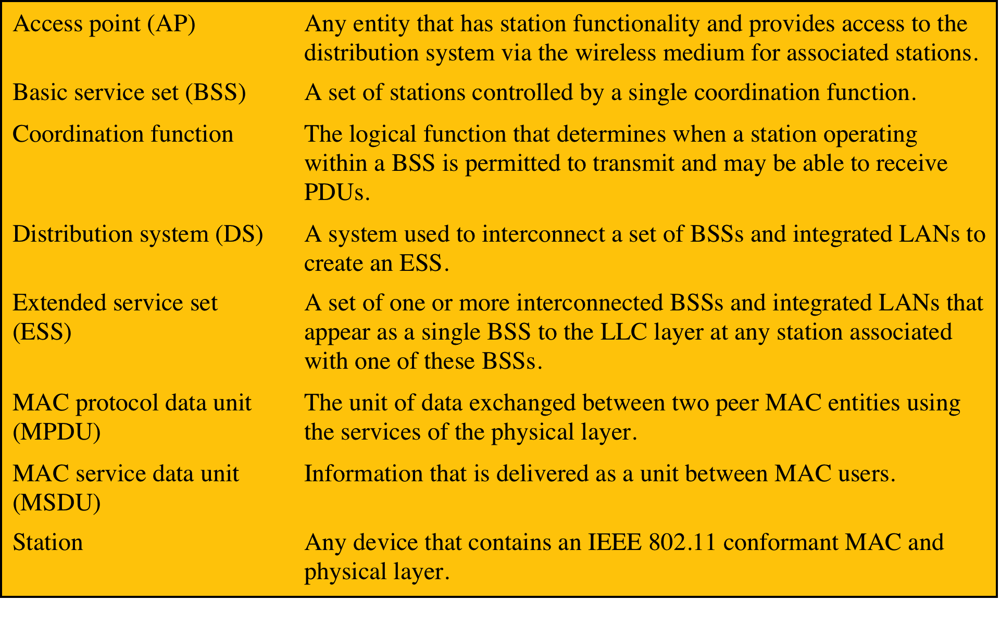 Access point (AP)
Any entity that has station functionality and provides access to the
distribution system via the wireless medium for associated stations.
Basic service set (BSS)
A set of stations controlled by a single coordination function.
Coordination function
The logical function that determines when a station operating
within a BSS is permitted to transmit and may be able to receive
PDUs.
Distribution system (DS)
A system used to interconnect a set of BSSs and integrated LANs to
create an ESS.
Extended service set
(ESS)
A set of one or more interconnected BSSs and integrated LANs that
appear as a single BSS to the LLC layer at any station associated
with one of these BSSs.
MAC protocol data unit
(MPDU)
The unit of data exchanged between two peer MAC entities using
the services of the physical layer.
MAC service data unit
(MSDU)
Information that is delivered as a unit between MAC users.
Station
Any device that contains an IEEE 802.11 conformant MAC and
physical layer.